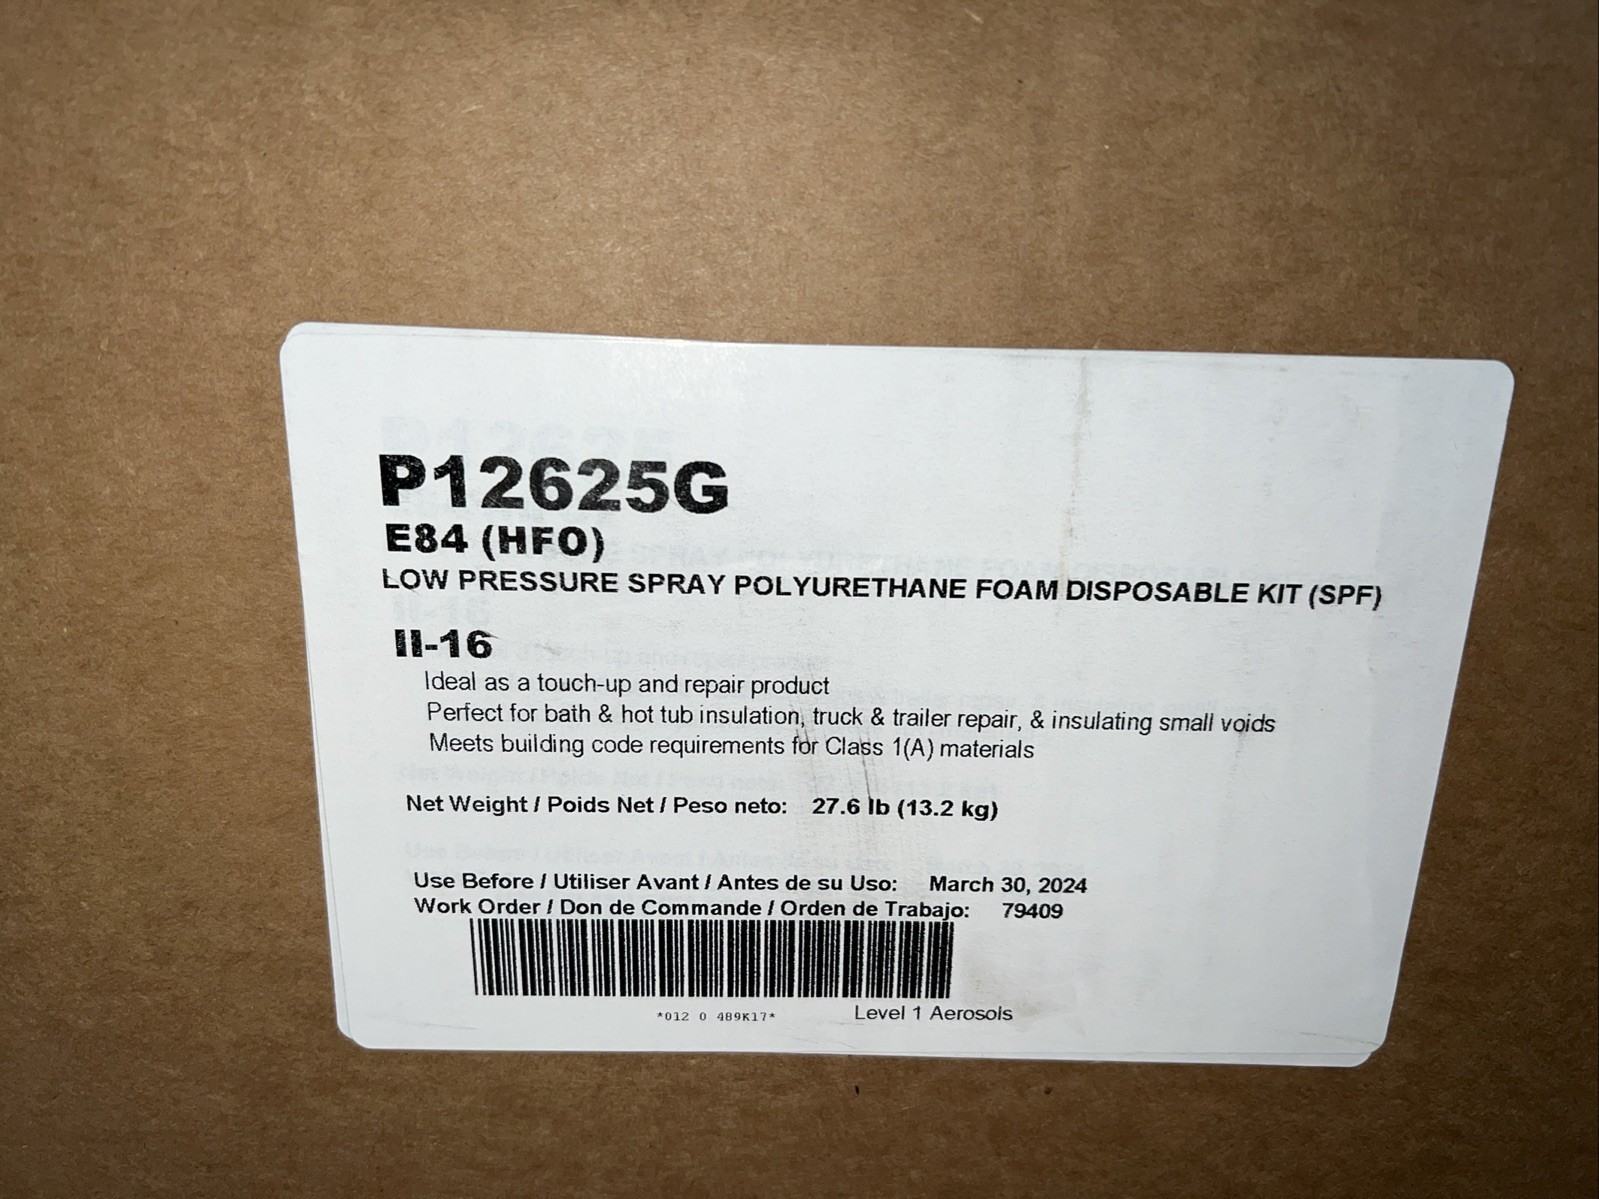 P12625G
E84 (HFO)
LOW PRESSURE SPRAY POLYURETHANE FOAM DISPOSABLE KIT (SPF)
II-16
Ideal as a touch-up and repair product
Perfect for bath & hot tub insulation, truck & trailer repair, & insulating small voids
Meets building code requirements for Class 1(A) materials
Net Weight / Poids Net / Peso neto: 27.6 lb (13.2 kg)
Use Before / Utiliser Avant / Antes de su Uso: March 30, 2024
Work Order / Don de Commande / Orden de Trabajo: 79409
*012 0 489K17* Level 1 Aerosols